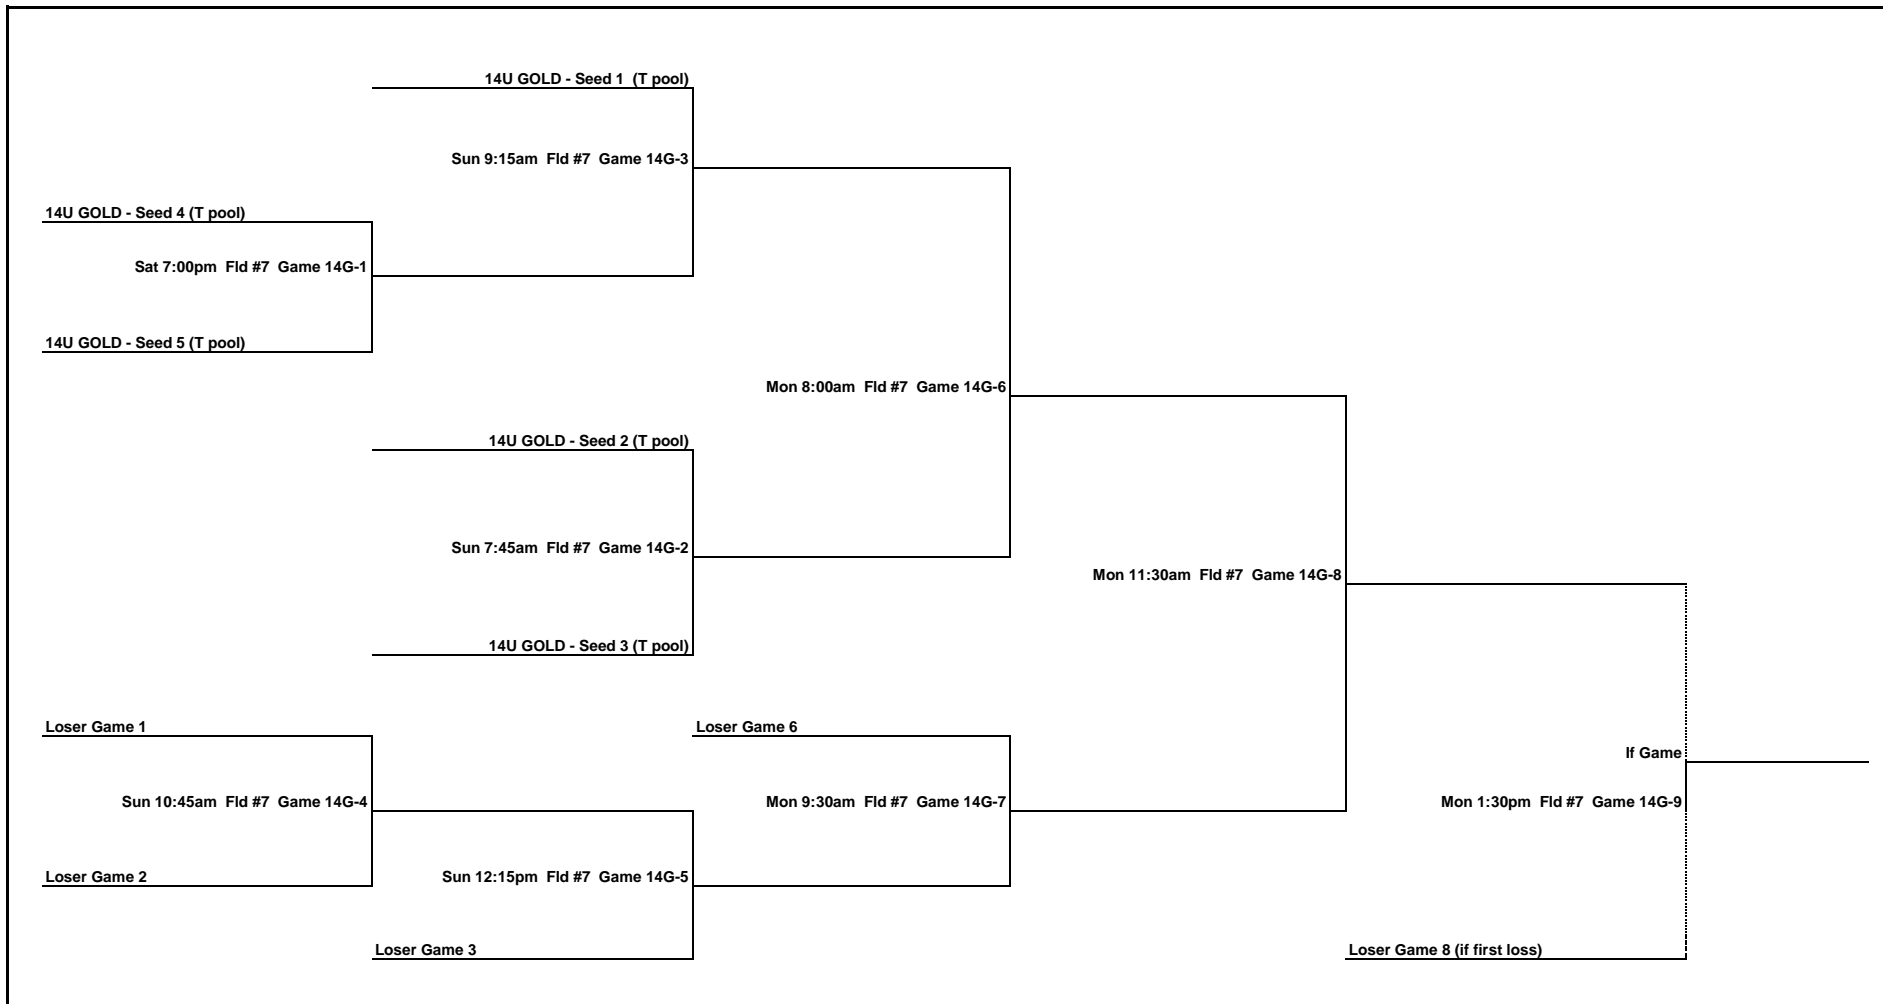 14U GOLD - Seed 1  (T pool)
Sun 9:15am  Fld #7  Game 14G-3
14U GOLD - Seed 4 (T pool)
Sat 7:00pm  Fld #7  Game 14G-1
14U GOLD - Seed 5 (T pool)
Mon 8:00am  Fld #7  Game 14G-6
14U GOLD - Seed 2 (T pool)
Sun 7:45am  Fld #7  Game 14G-2
Mon 11:30am  Fld #7  Game 14G-8
14U GOLD - Seed 3 (T pool)
Loser Game 1
Loser Game 6
If Game
Sun 10:45am  Fld #7  Game 14G-4
Mon 9:30am  Fld #7  Game 14G-7
Mon 1:30pm  Fld #7  Game 14G-9
Loser Game 2
Sun 12:15pm  Fld #7  Game 14G-5
Loser Game 3
Loser Game 8 (if first loss)